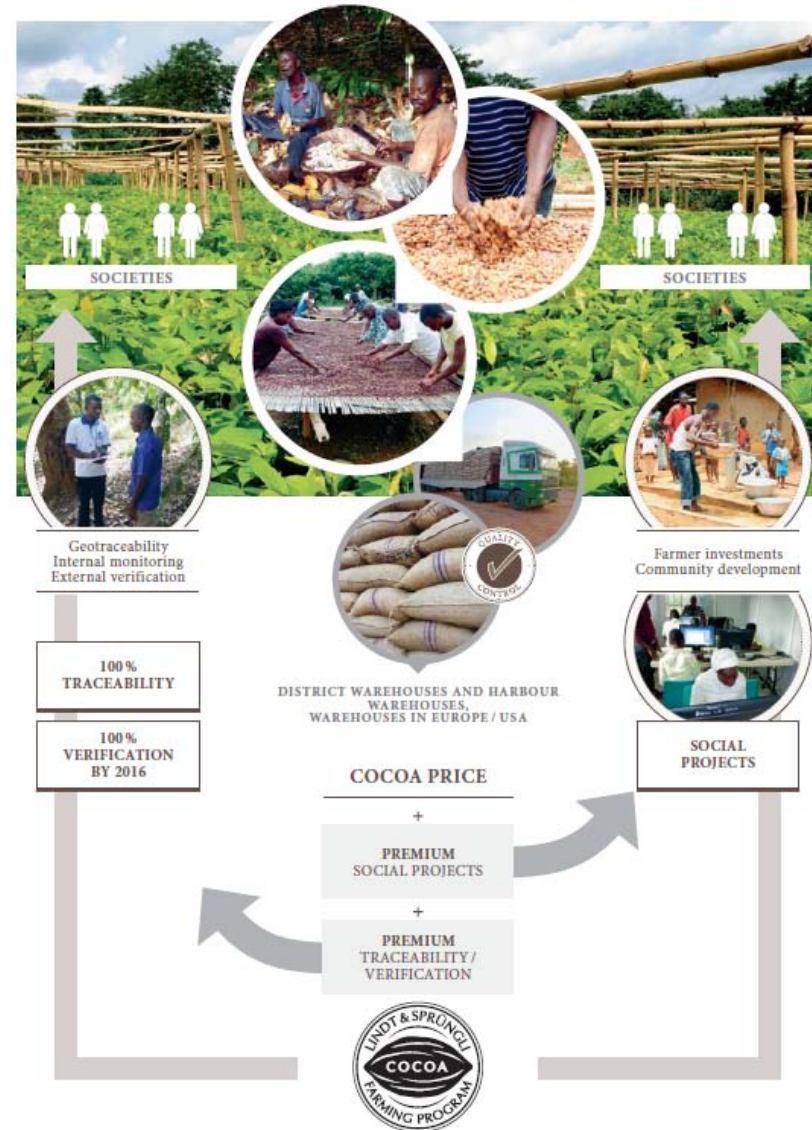 SOCIETIES
SOCIETIES
Geotraceability
Internal monitoring
External verification
Farmer investments
Community development
QUALITY
CONTROL
100 %
TRACEABILITY
100 %
VERIFICATION
BY 2016
DISTRICT WAREHOUSES AND HARBOUR
WAREHOUSES,
WAREHOUSES IN EUROPE / USA
SOCIAL
PROJECTS
COCOA PRICE
+
PREMIUM
SOCIAL PROJECTS
+
PREMIUM
TRACEABILITY /
VERIFICATION
LINDT & SPRÜNGLI
COCOA
FARMING PROGRAM